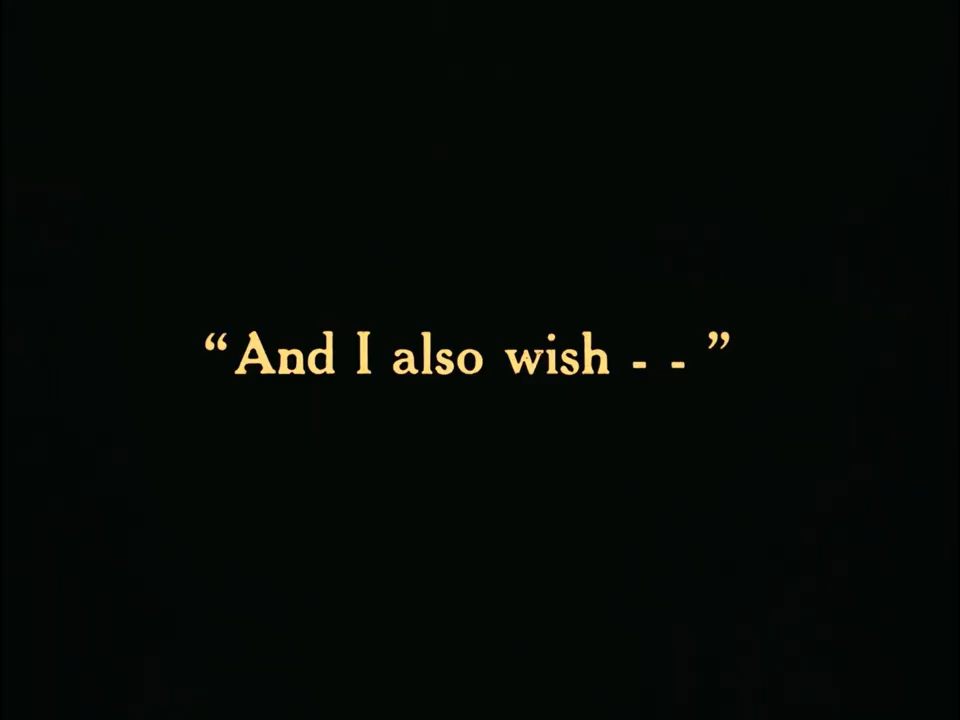 “And I also wish - - ”